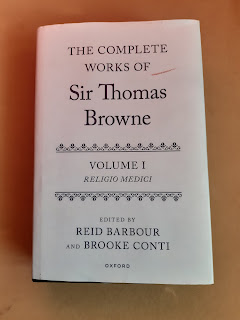 THE COMPLETE
WORKS OF
Sir Thomas
Browne
VOLUME I
RELIGIO MEDICI
EDITED BY
REID BARBOUR
AND BROOKE CONTI
OXFORD